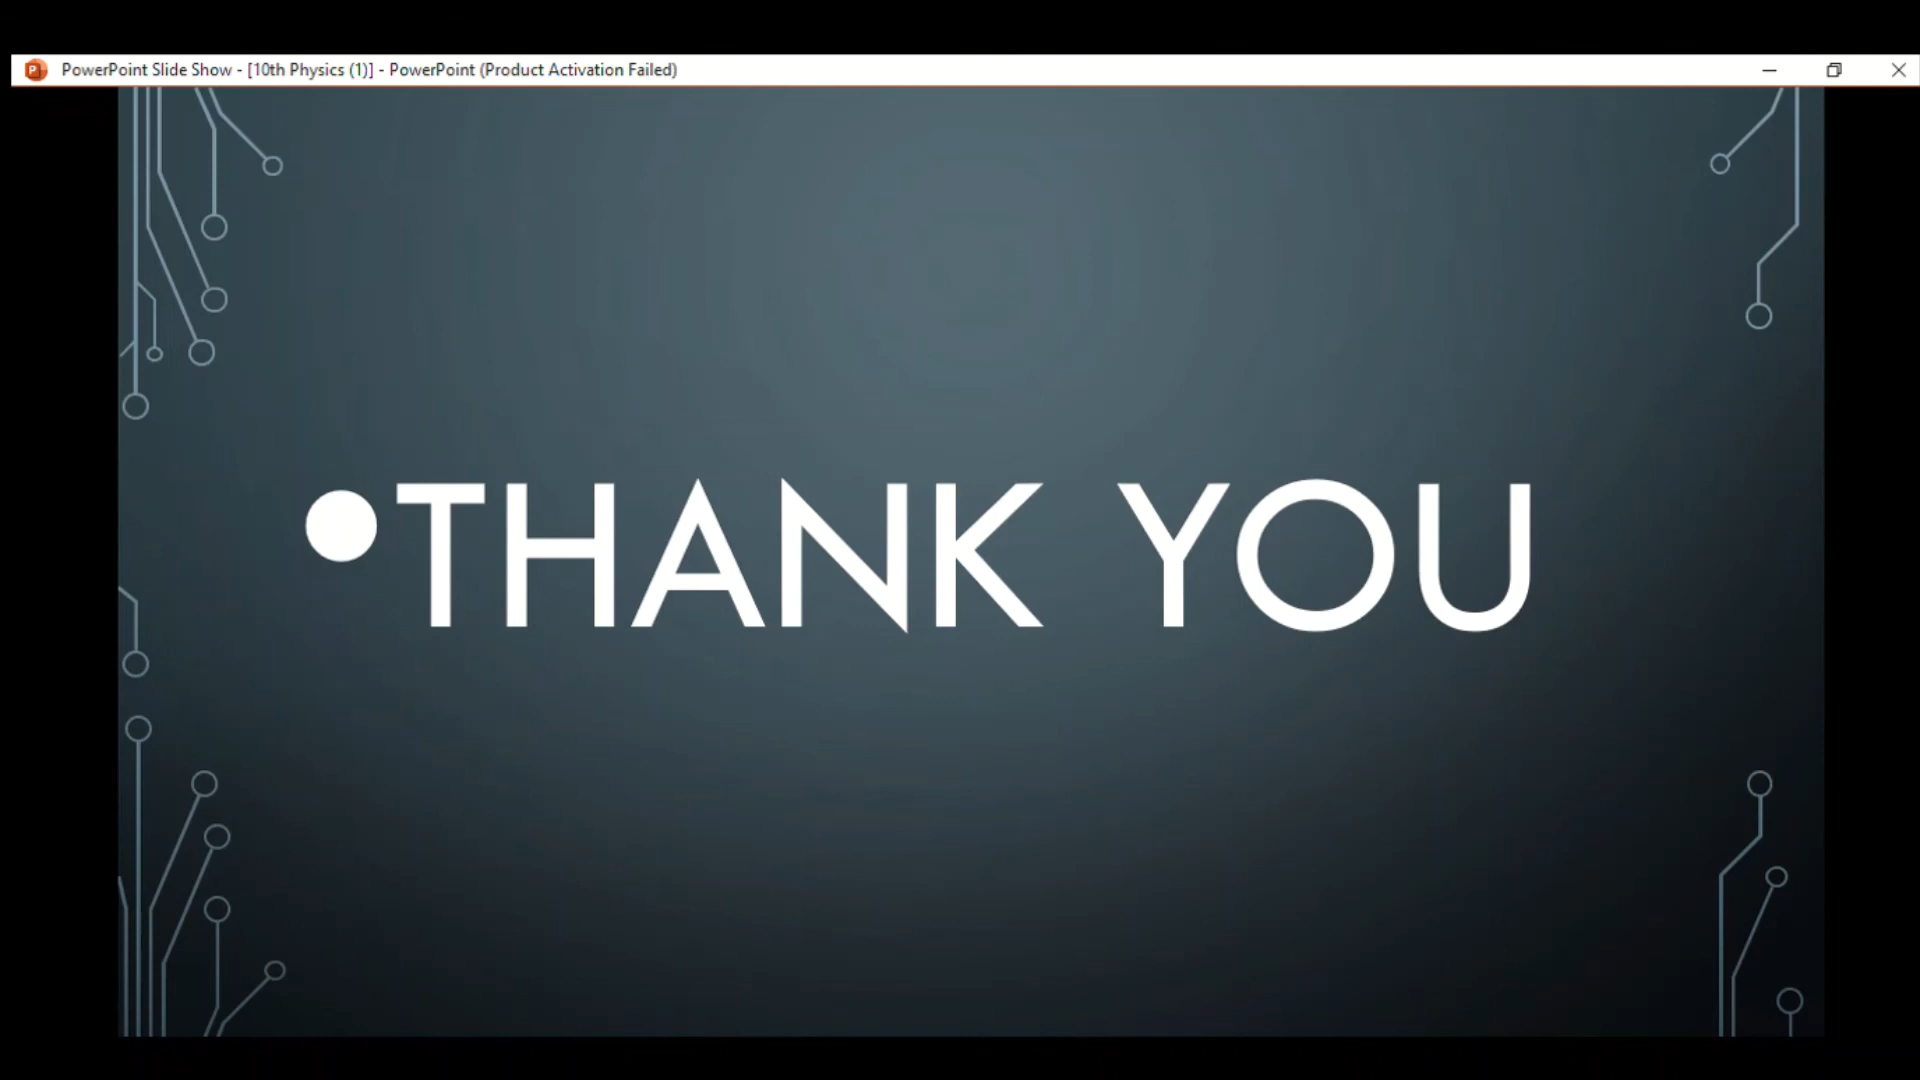 PowerPoint Slide Show - [10th Physics (1)] - PowerPoint (Product Activation Failed)
•THANK YOU